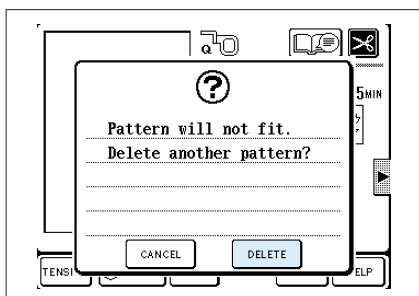 Q
5MIN
Pattern will not fit.
Delete another pattern?
CANCEL
DELETE
TENSI
ELP